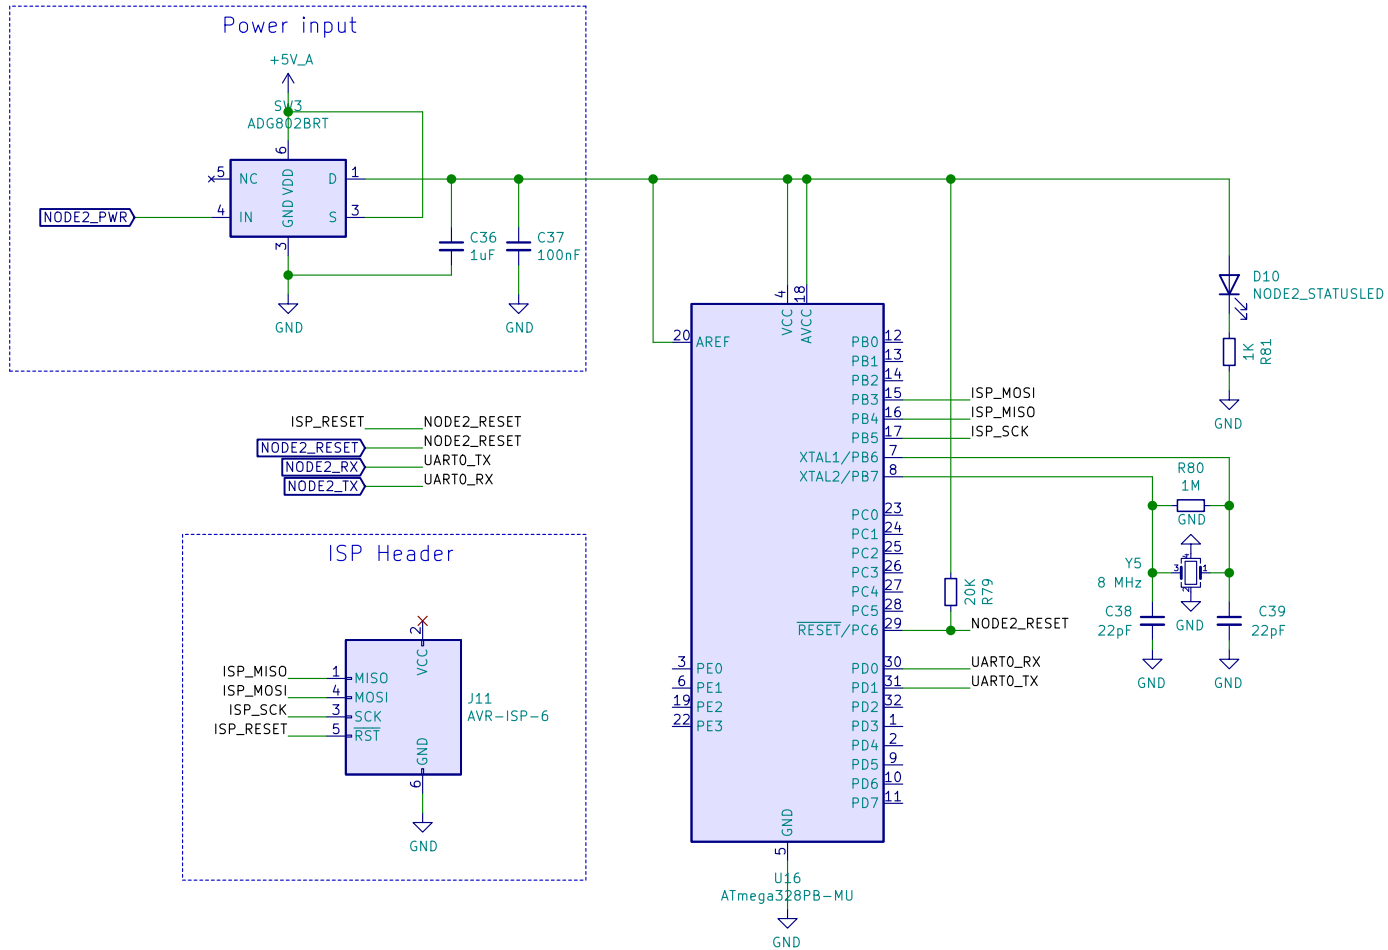 Power input
+5V_A
SW3
ADG802BRT
6
5
NC
VDD
D
1
NODE2_PWR
4
IN
GND
S
3
3
C36
1uF
C37
100nF
GND
GND
D10
NODE2_STATUSLED
1K
R81
GND
4
18
VCC
AVCC
20
AREF
PB0
12
PB1
13
PB2
14
PB3
15
ISP_MOSI
PB4
16
ISP_MISO
PB5
17
ISP_SCK
XTAL1/PB6
7
XTAL2/PB7
8
PC0
23
PC1
24
PC2
25
PC3
26
PC4
27
PC5
28
RESET/PC6
29
NODE2_RESET
20K
R79
3
PE0
6
PE1
19
PE2
22
PE3
PD0
30
UART0_RX
PD1
31
UART0_TX
PD2
32
PD3
1
PD4
2
PD5
9
PD6
10
PD7
11
GND
5
U16
ATmega328PB-MU
GND
R80
1M
GND
4
Y5
8 MHz
3
1
2
GND
C38
22pF
C39
22pF
GND
GND
ISP_RESET
NODE2_RESET
NODE2_RESET
NODE2_RESET
NODE2_RX
UART0_TX
NODE2_TX
UART0_RX
ISP Header
2
VCC
ISP_MISO
1
MISO
ISP_MOSI
4
MOSI
ISP_SCK
3
SCK
ISP_RESET
5
RST
J11
AVR-ISP-6
GND
6
GND